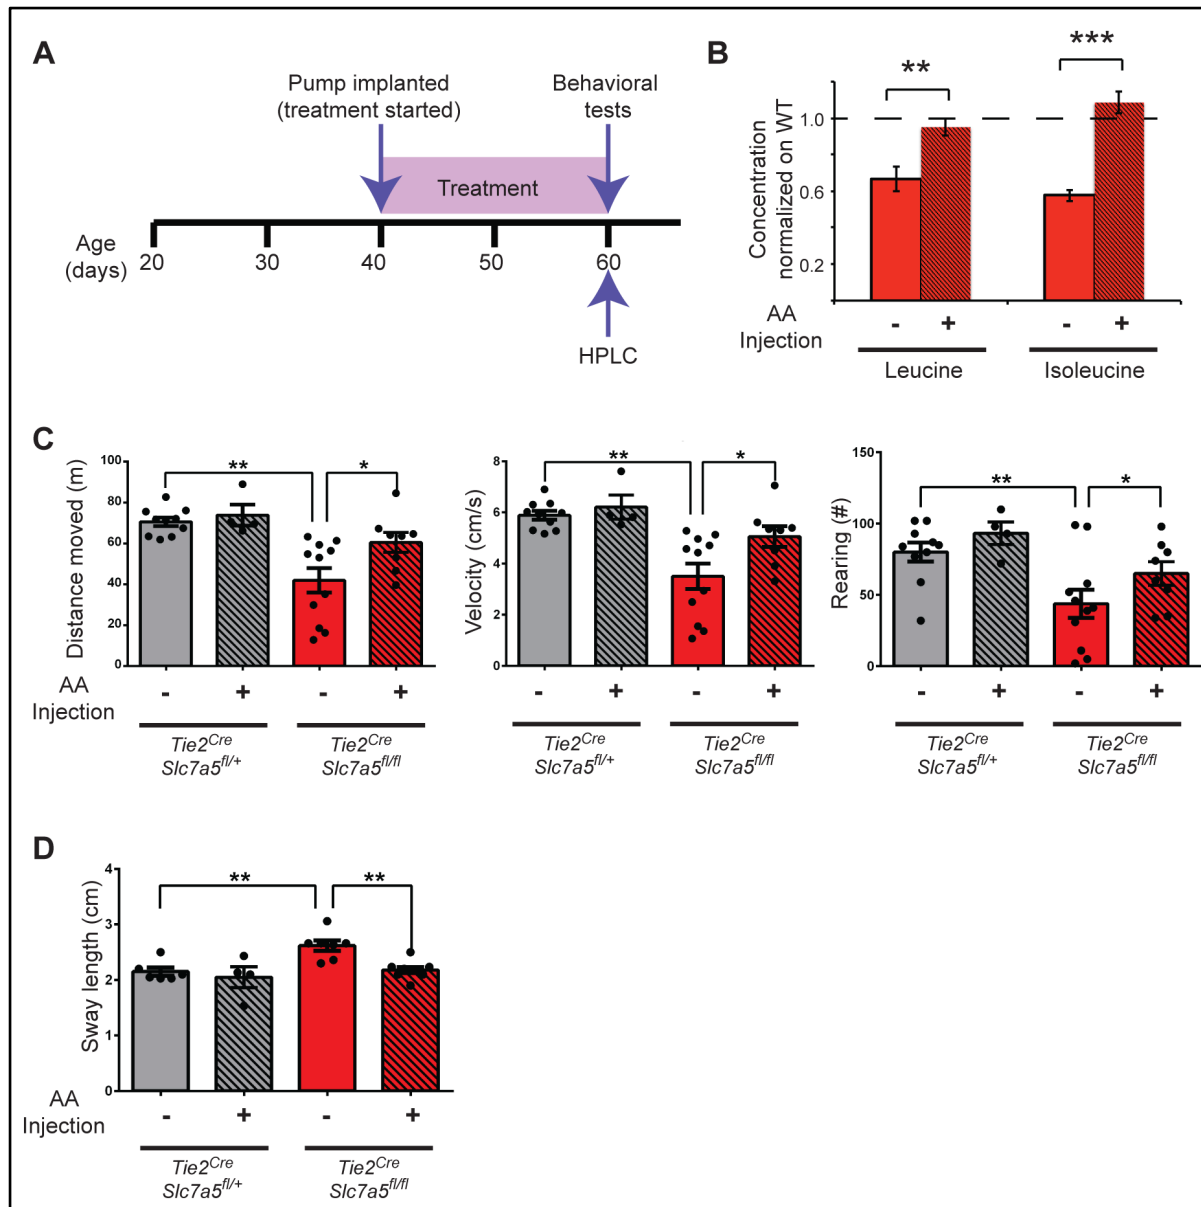 A
Pump implanted
(treatment started)
Behavioral
tests
Treatment
Age
(days)
20 30 40 50 60
HPLC
B
** ***
Concentration
normalized on WT
1.0
0.6
0.2
AA
Injection
- + - +
Leucine Isoleucine
C
Distance moved (m)
100
80
60
40
20
0
** *
AA
Injection
- + - +
Tie2Cre Tie2Cre
Slc7a5fl/+ Slc7a5fl/fl
Velocity (cm/s)
8
6
4
2
0
** *
- + - +
Tie2Cre Tie2Cre
Slc7a5fl/+ Slc7a5fl/fl
Rearing (#)
150
100
50
0
** *
- + - +
Tie2Cre Tie2Cre
Slc7a5fl/+ Slc7a5fl/fl
D
Sway length (cm)
4
3
2
1
0
** **
AA
Injection
- + - +
Tie2Cre Tie2Cre
Slc7a5fl/+ Slc7a5fl/fl